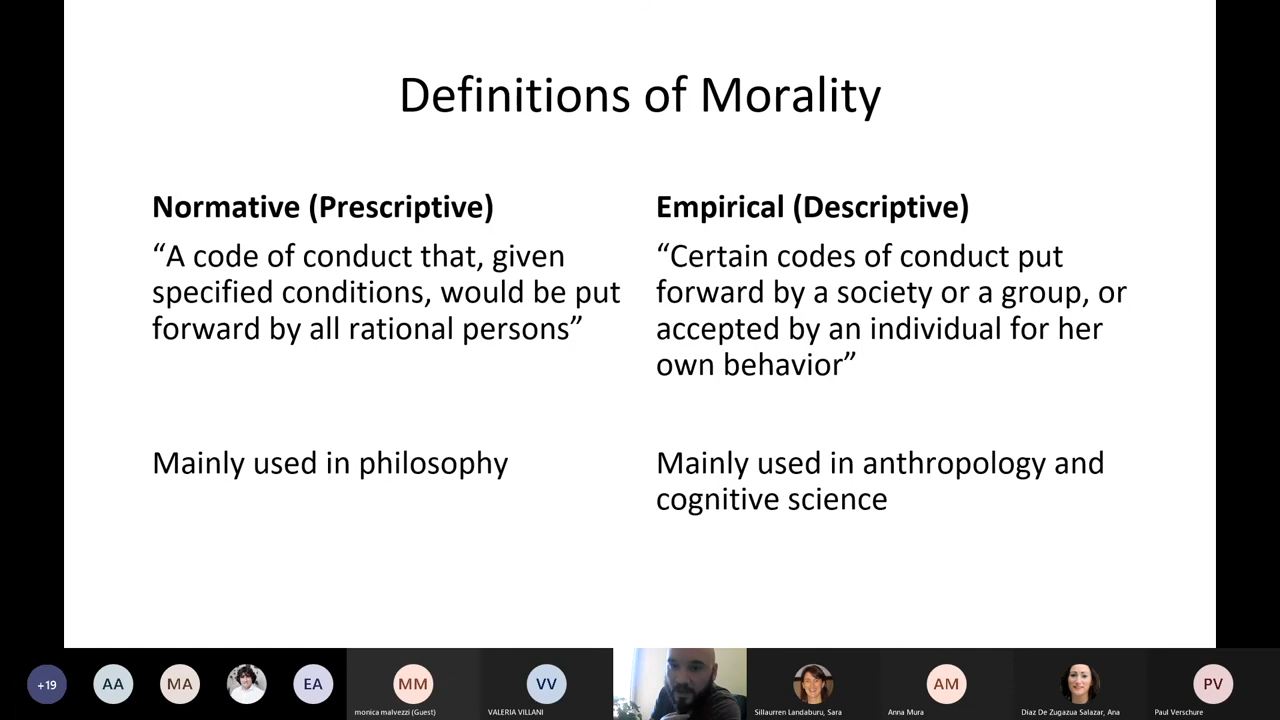 Definitions of Morality
Normative (Prescriptive)
“A code of conduct that, given
specified conditions, would be put
forward by all rational persons”
Mainly used in philosophy
Empirical (Descriptive)
“Certain codes of conduct put
forward by a society or a group, or
accepted by an individual for her
own behavior”
Mainly used in anthropology and
cognitive science
+19
AA
MA
EA
MM
monica malvezzi (Guest)
VV
VALERIA VILLANI
Sillaurren Landaburu, Sara
AM
Anna Mura
Díaz De Zugazua Salazar, Ana
PV
Paul Verschure